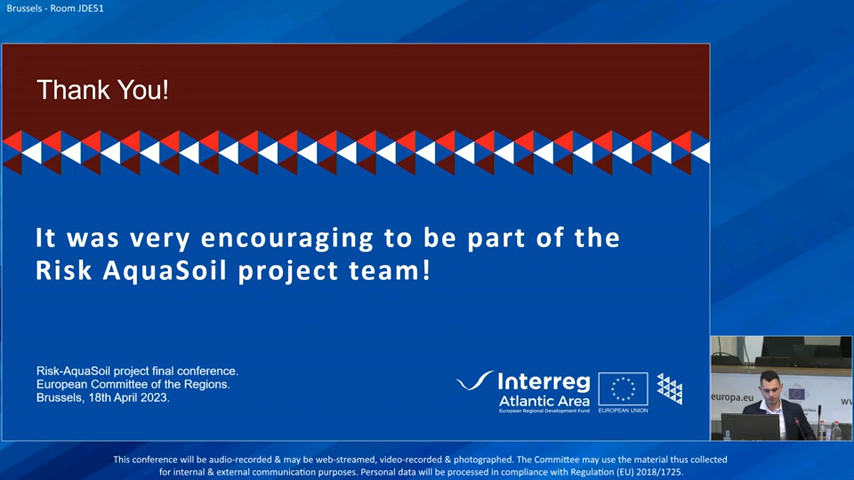 Brussels - Room JDE51
Thank You!
It was very encouraging to be part of the
Risk AquaSoil project team!
Risk-AquaSoil project final conference.
European Committee of the Regions.
Brussels, 18th April 2023.
Interreg
Atlantic Area
European Regional Development Fund
EUROPEAN UNION
europa.eu
This conference will be audio-recorded & may be web-streamed, video-recorded & photographed. The Committee may use the material thus collected
for internal & external communication purposes. Personal data will be processed in compliance with Regulation (EU) 2018/1725.